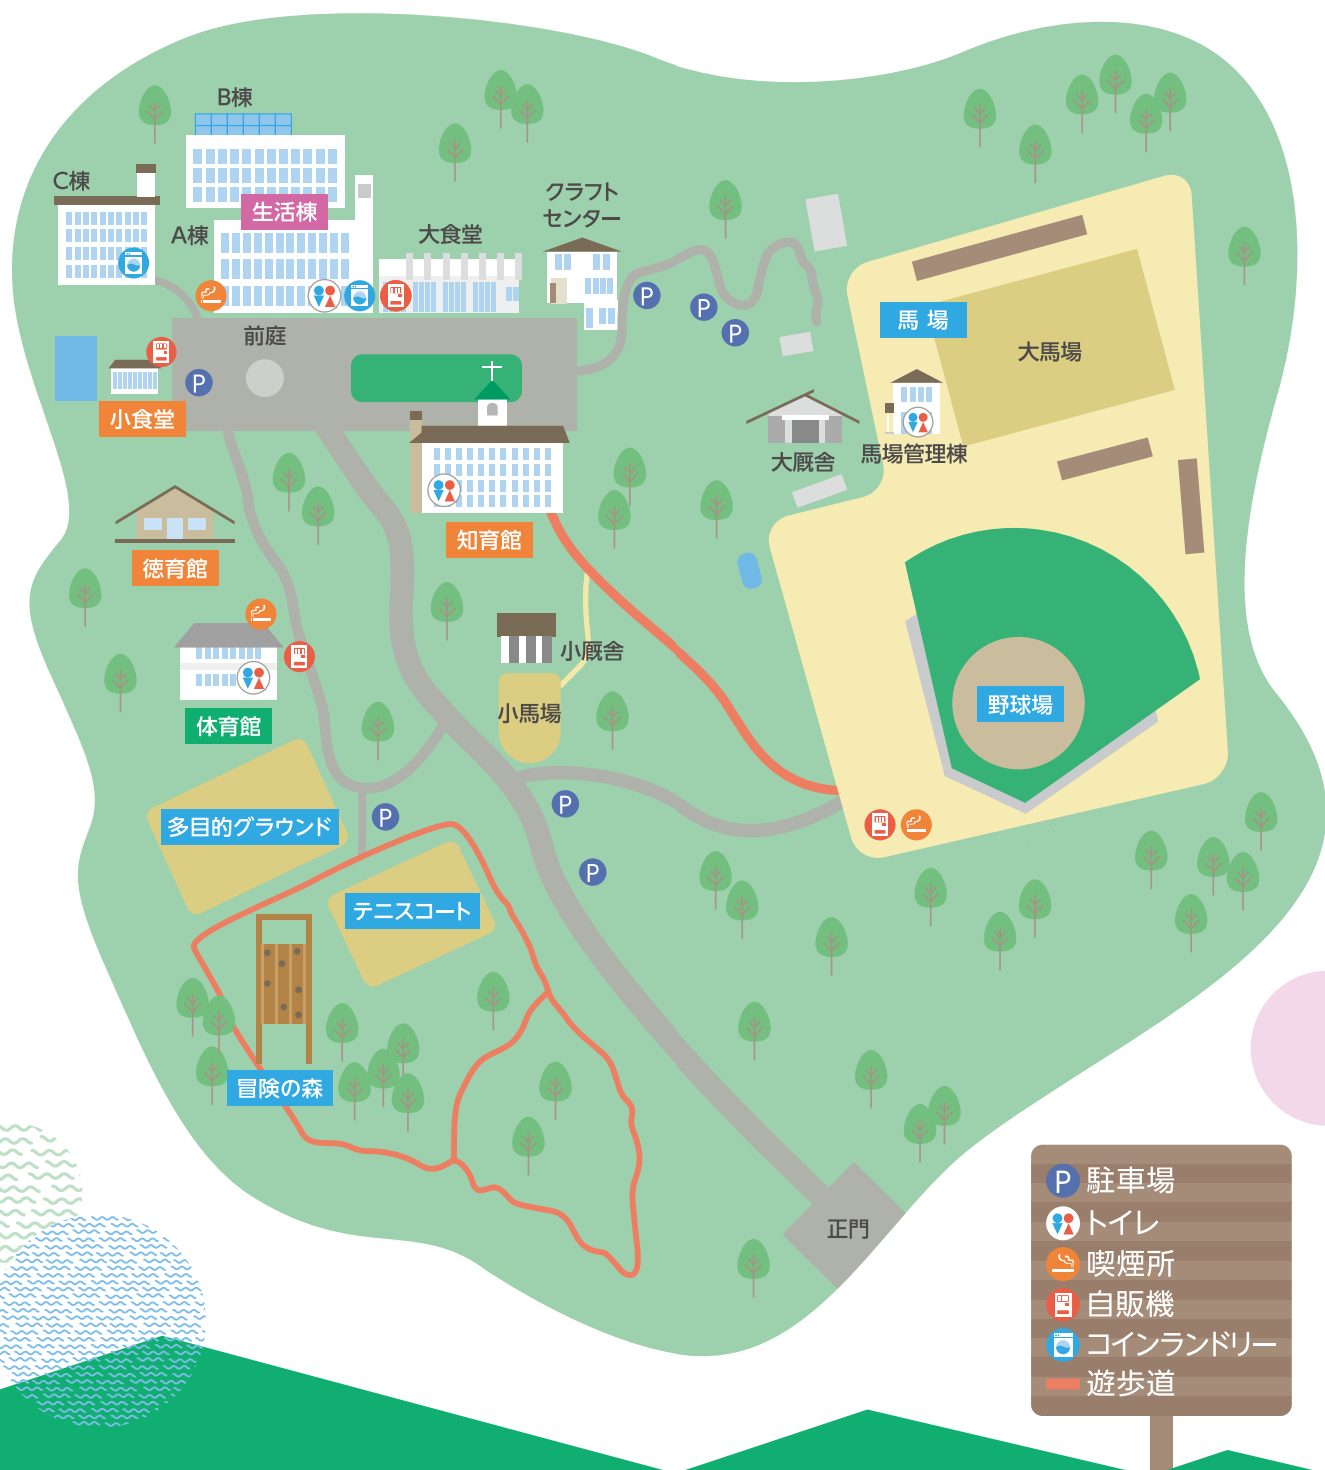 B棟
C棟
生活棟
A棟
大食堂
クラフト
センター
P
P
P
馬 場
前庭
大馬場
P
小食堂
大厩舎
馬場管理棟
知育館
徳育館
小厩舎
体育館
小馬場
野球場
多目的グラウンド
P
P
P
テニスコート
冒険の森
正門
P 駐車場
トイレ
喫煙所
自販機
コインランドリー
遊歩道